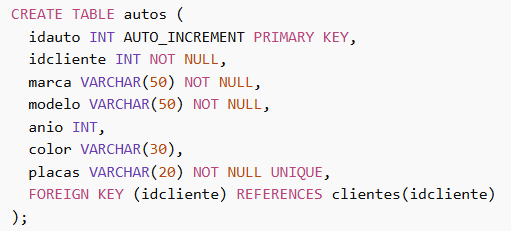 CREATE TABLE autos (
  idauto INT AUTO_INCREMENT PRIMARY KEY,
  idcliente INT NOT NULL,
  marca VARCHAR(50) NOT NULL,
  modelo VARCHAR(50) NOT NULL,
  anio INT,
  color VARCHAR(30),
  placas VARCHAR(20) NOT NULL UNIQUE,
  FOREIGN KEY (idcliente) REFERENCES clientes(idcliente)
);